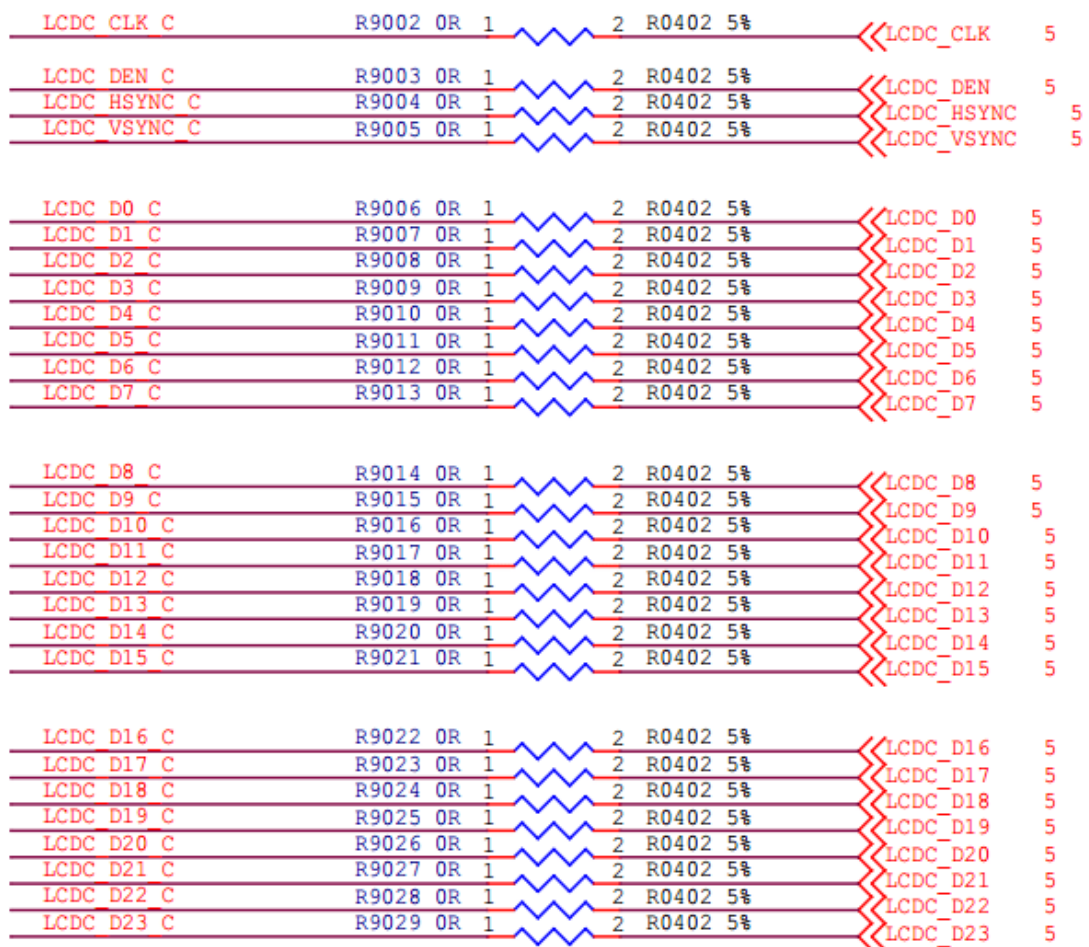 LCDC_CLK_C R9002 0R 1 2 R0402 5% LCDC_CLK 5
LCDC_DEN_C R9003 0R 1 2 R0402 5% LCDC_DEN 5
LCDC_HSYNC_C R9004 0R 1 2 R0402 5% LCDC_HSYNC 5
LCDC_VSYNC_C R9005 0R 1 2 R0402 5% LCDC_VSYNC 5
LCDC_D0_C R9006 0R 1 2 R0402 5% LCDC_D0 5
LCDC_D1_C R9007 0R 1 2 R0402 5% LCDC_D1 5
LCDC_D2_C R9008 0R 1 2 R0402 5% LCDC_D2 5
LCDC_D3_C R9009 0R 1 2 R0402 5% LCDC_D3 5
LCDC_D4_C R9010 0R 1 2 R0402 5% LCDC_D4 5
LCDC_D5_C R9011 0R 1 2 R0402 5% LCDC_D5 5
LCDC_D6_C R9012 0R 1 2 R0402 5% LCDC_D6 5
LCDC_D7_C R9013 0R 1 2 R0402 5% LCDC_D7 5
LCDC_D8_C R9014 0R 1 2 R0402 5% LCDC_D8 5
LCDC_D9_C R9015 0R 1 2 R0402 5% LCDC_D9 5
LCDC_D10_C R9016 0R 1 2 R0402 5% LCDC_D10 5
LCDC_D11_C R9017 0R 1 2 R0402 5% LCDC_D11 5
LCDC_D12_C R9018 0R 1 2 R0402 5% LCDC_D12 5
LCDC_D13_C R9019 0R 1 2 R0402 5% LCDC_D13 5
LCDC_D14_C R9020 0R 1 2 R0402 5% LCDC_D14 5
LCDC_D15_C R9021 0R 1 2 R0402 5% LCDC_D15 5
LCDC_D16_C R9022 0R 1 2 R0402 5% LCDC_D16 5
LCDC_D17_C R9023 0R 1 2 R0402 5% LCDC_D17 5
LCDC_D18_C R9024 0R 1 2 R0402 5% LCDC_D18 5
LCDC_D19_C R9025 0R 1 2 R0402 5% LCDC_D19 5
LCDC_D20_C R9026 0R 1 2 R0402 5% LCDC_D20 5
LCDC_D21_C R9027 0R 1 2 R0402 5% LCDC_D21 5
LCDC_D22_C R9028 0R 1 2 R0402 5% LCDC_D22 5
LCDC_D23_C R9029 0R 1 2 R0402 5% LCDC_D23 5